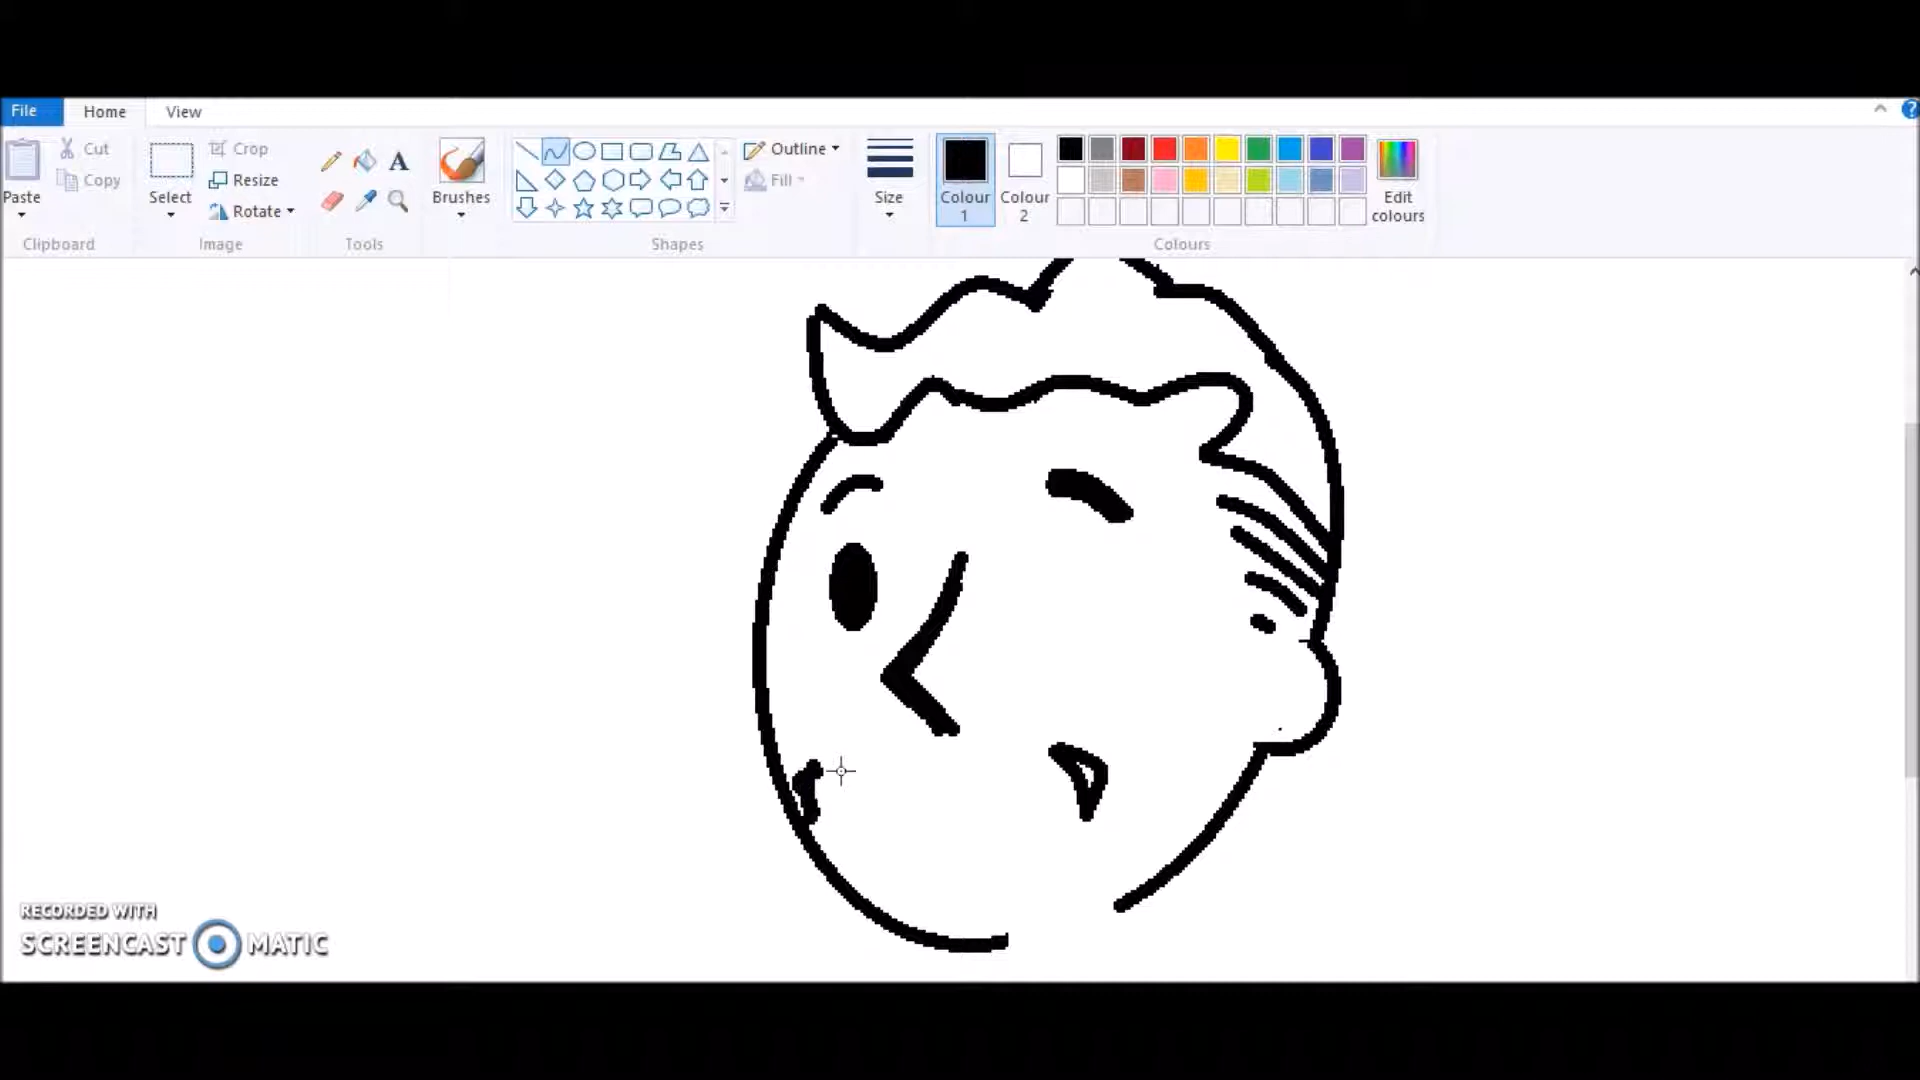 File Home View
Paste
Cut
Copy
Clipboard
Select
Crop
Resize
Rotate
Image
A
Tools
Brushes
Shapes
Outline
Fill
Size
Colour 1
Colour 2
Edit colours
Colours
?
RECORDED WITH
SCREENCAST MATIC